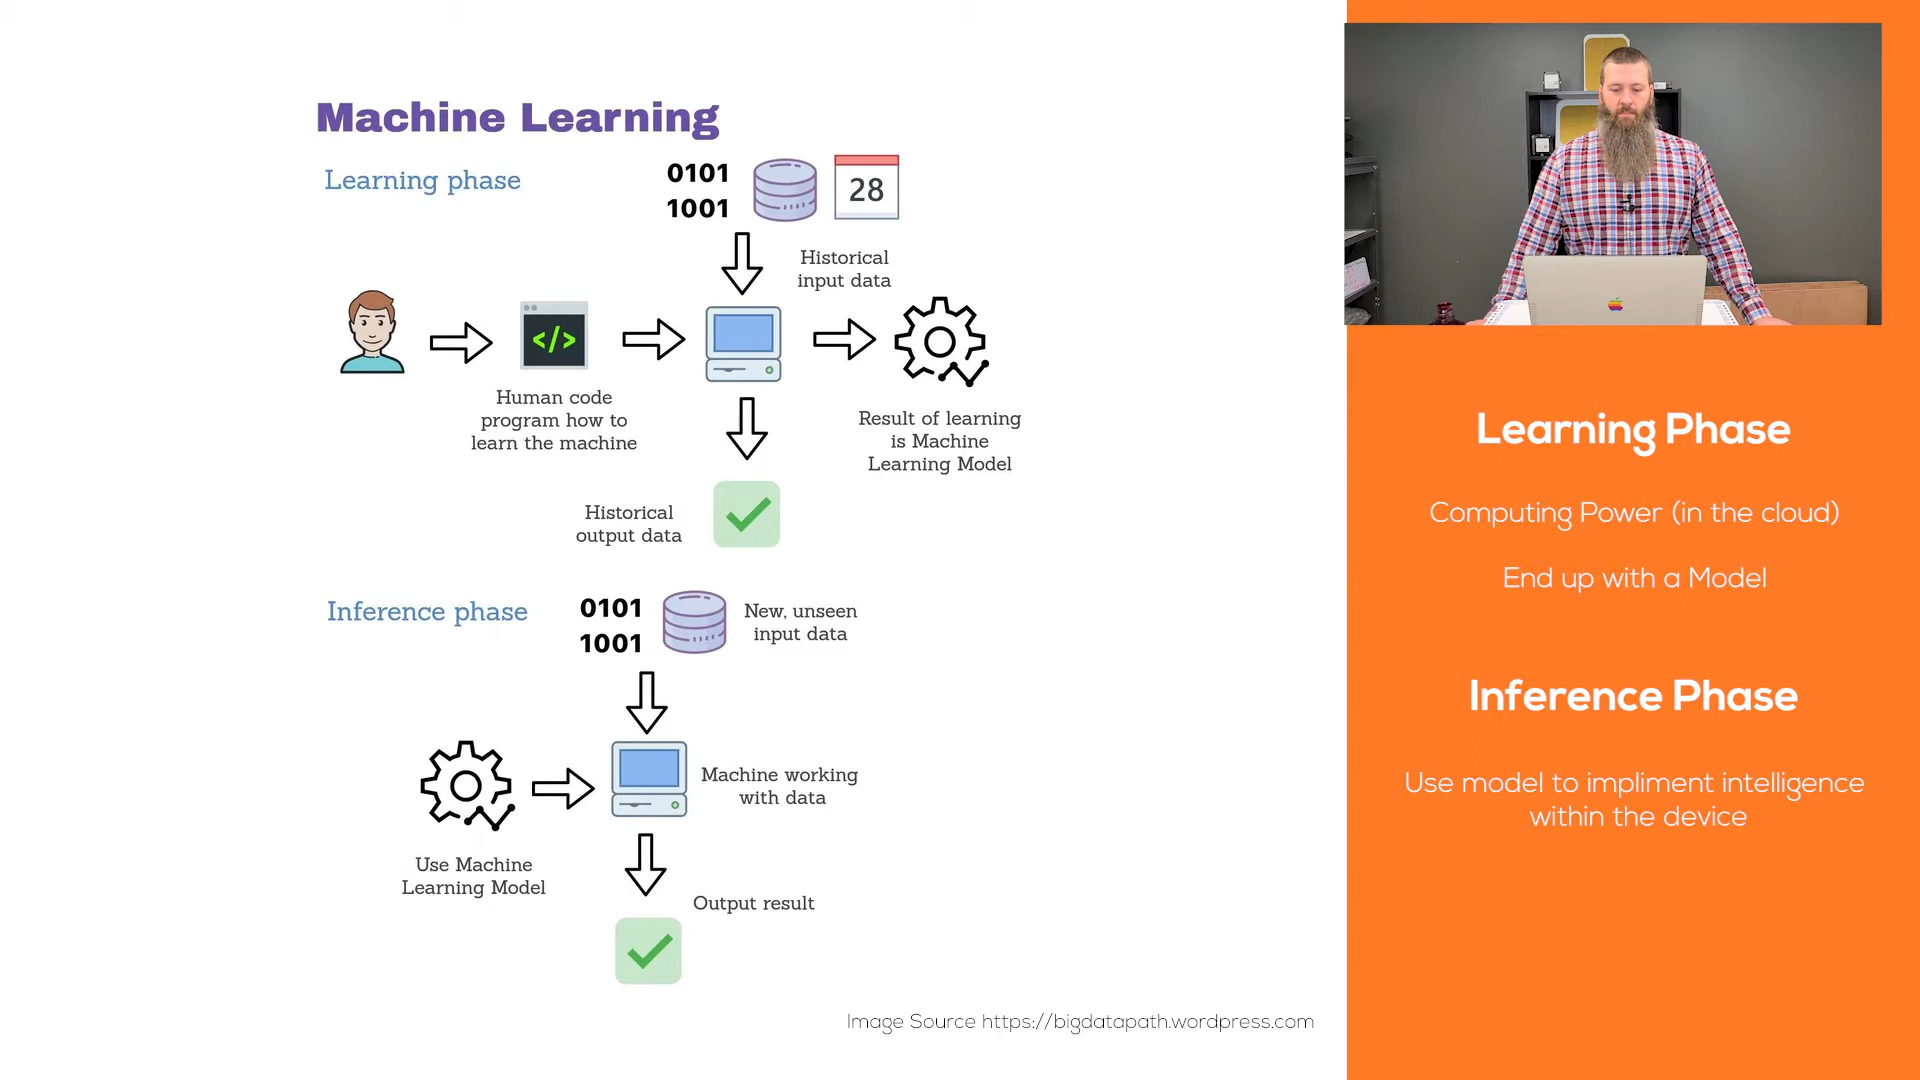 Machine Learning
Learning phase
0101
1001
28
Historical
input data
Human code
program how to
learn the machine
Result of learning
is Machine
Learning Model
Historical
output data
Inference phase
0101
1001
New, unseen
input data
Machine working
with data
Use Machine
Learning Model
Output result
Image Source https://bigdatapath.wordpress.com
Learning Phase
Computing Power (in the cloud)
End up with a Model
Inference Phase
Use model to impliment intelligence
within the device